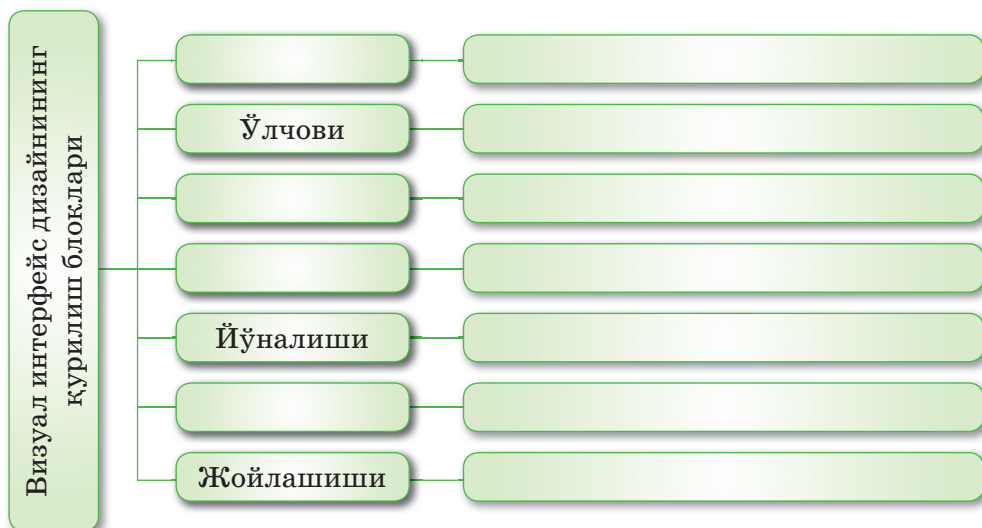 Визуал интерфейс дизайнининг
қурилиш блоклари
Ўлчови
Йўналиши
Жойлашиши